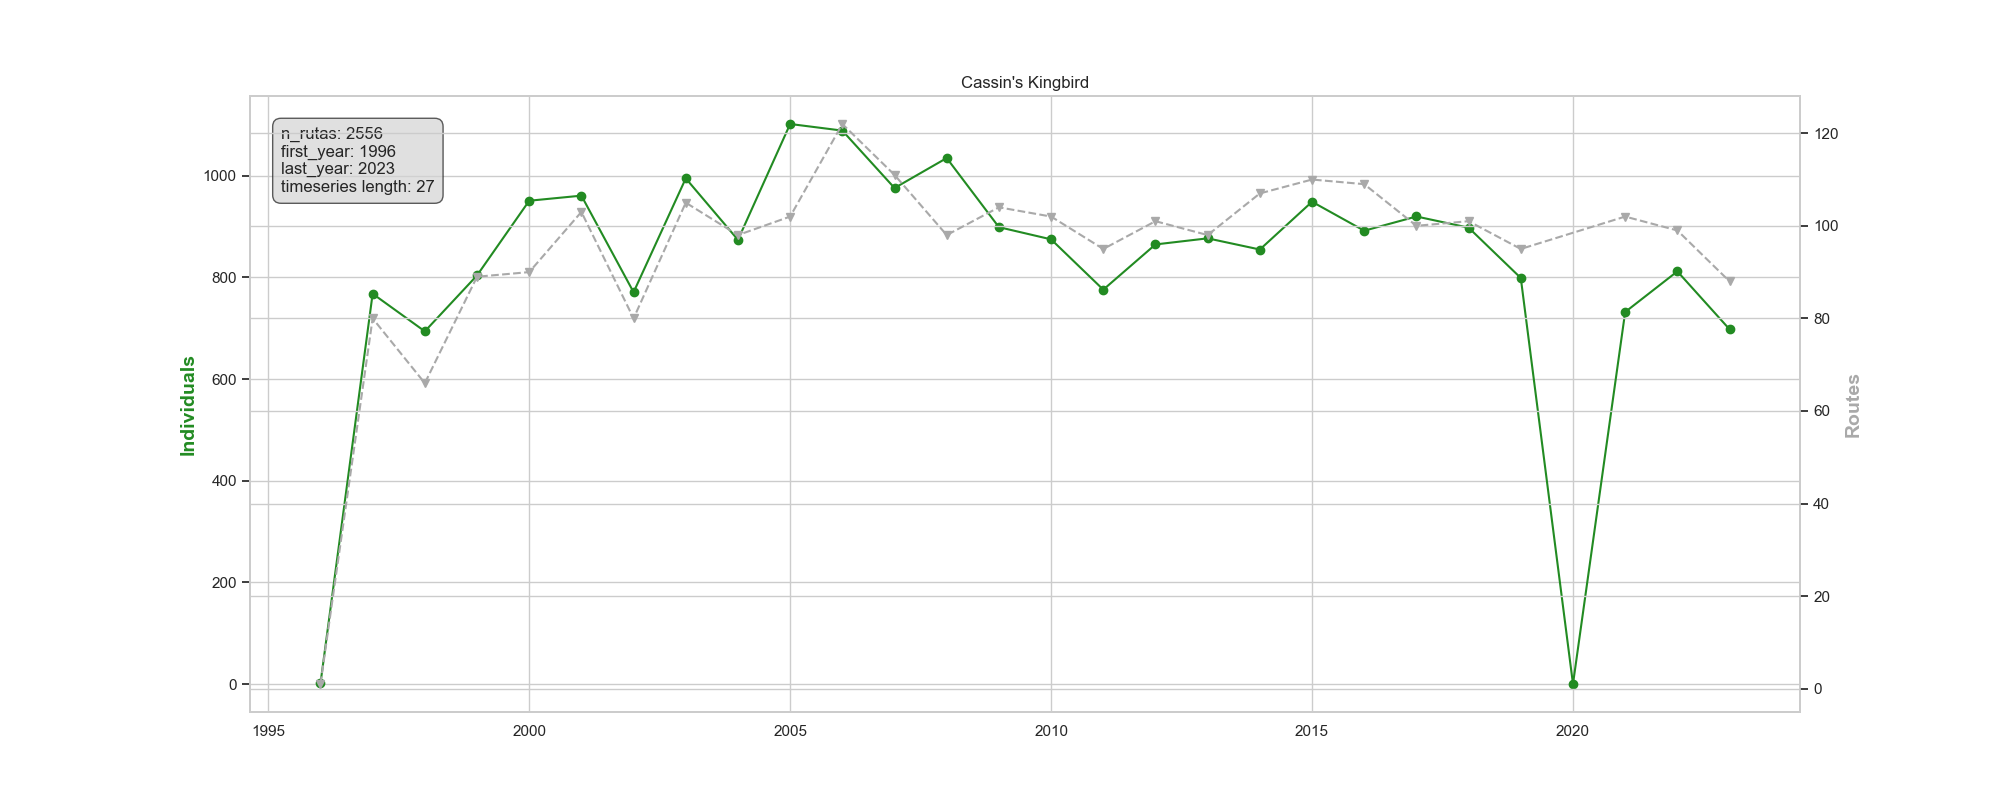 Cassin's Kingbird
n_rutas: 2556
first_year: 1996
last_year: 2023
timeseries length: 27
Individuals
1000
800
600
400
200
0
120
100
80
60
40
20
0
Routes
1995 2000 2005 2010 2015 2020